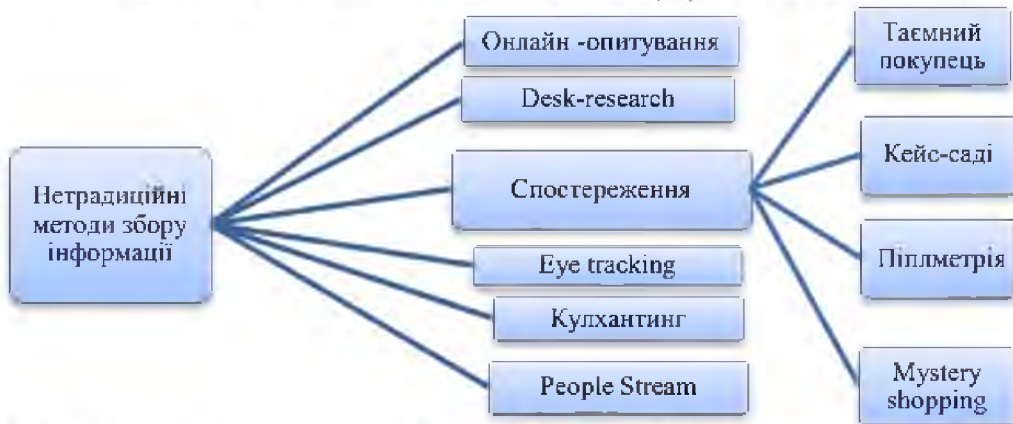 Нетрадиційні
методи збору
інформації
Онлайн -опитування
Desk-research
Спостереження
Eye tracking
Кулхантинг
People Stream
Таємний
покупець
Кейс-саді
Піплметрія
Mystery
shopping